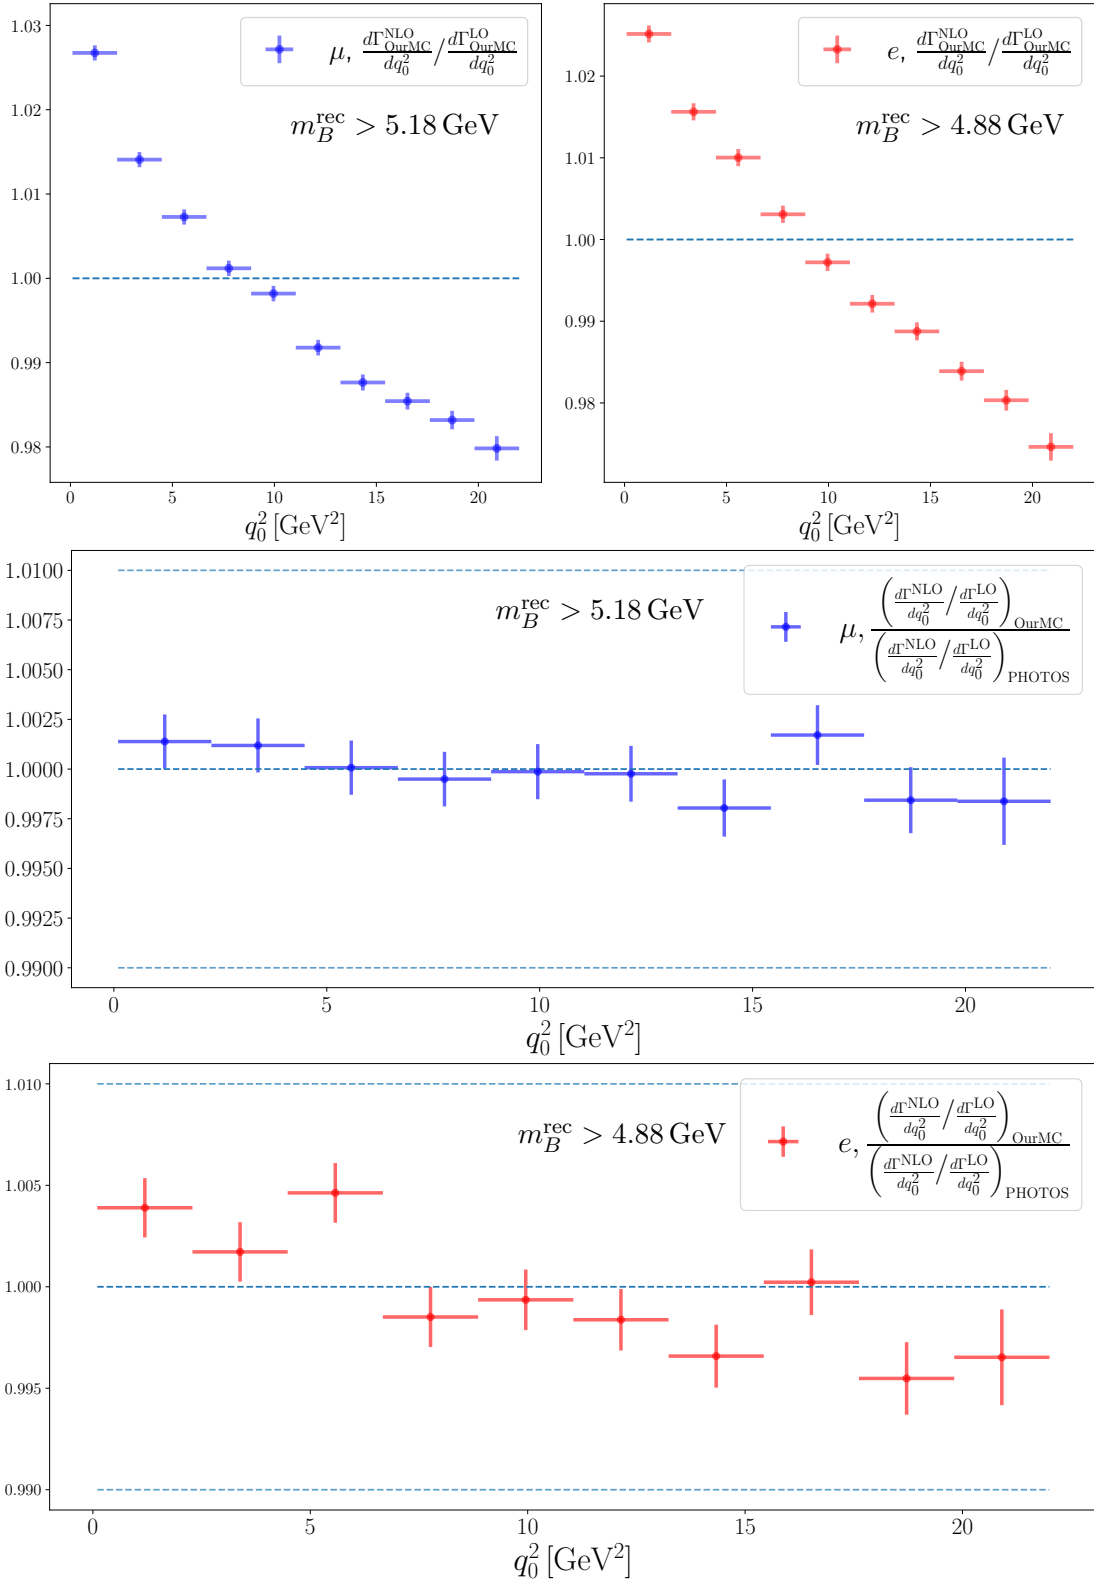 μ, dΓ^NLO_OurMC/dq_0^2 / dΓ^LO_OurMC/dq_0^2
m_B^rec > 5.18 GeV
1.03
1.02
1.01
1.00
0.99
0.98
0 5 10 15 20
q_0^2 [GeV^2]
e, dΓ^NLO_OurMC/dq_0^2 / dΓ^LO_OurMC/dq_0^2
m_B^rec > 4.88 GeV
1.02
1.01
1.00
0.99
0.98
0 5 10 15 20
q_0^2 [GeV^2]
m_B^rec > 5.18 GeV
μ, (dΓ^NLO/dq_0^2 / dΓ^LO/dq_0^2)_OurMC
(dΓ^NLO/dq_0^2 / dΓ^LO/dq_0^2)_PHOTOS
1.0100
1.0075
1.0050
1.0025
1.0000
0.9975
0.9950
0.9925
0.9900
0 5 10 15 20
q_0^2 [GeV^2]
m_B^rec > 4.88 GeV
e, (dΓ^NLO/dq_0^2 / dΓ^LO/dq_0^2)_OurMC
(dΓ^NLO/dq_0^2 / dΓ^LO/dq_0^2)_PHOTOS
1.010
1.005
1.000
0.995
0.990
0 5 10 15 20
q_0^2 [GeV^2]